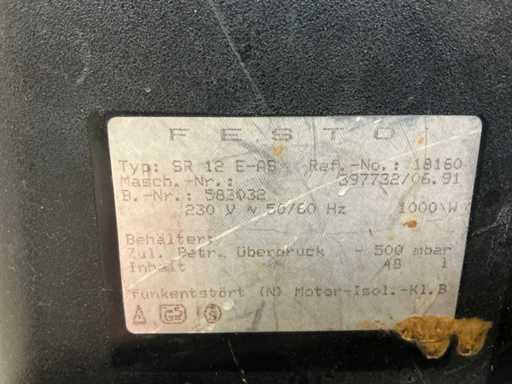 FESTO
Typ: SR 12 E-AS Ref.-No.: 18160
Masch.-Nr.: 397732/06.91
B.-Nr.: 583032
230 V ~ 50/60 Hz 1000 W
Behälter:
Zul. Betr. Überdruck - 500 mbar
Inhalt 48 l
funkentstört (N) Motor-Isol.-Kl.B
GS